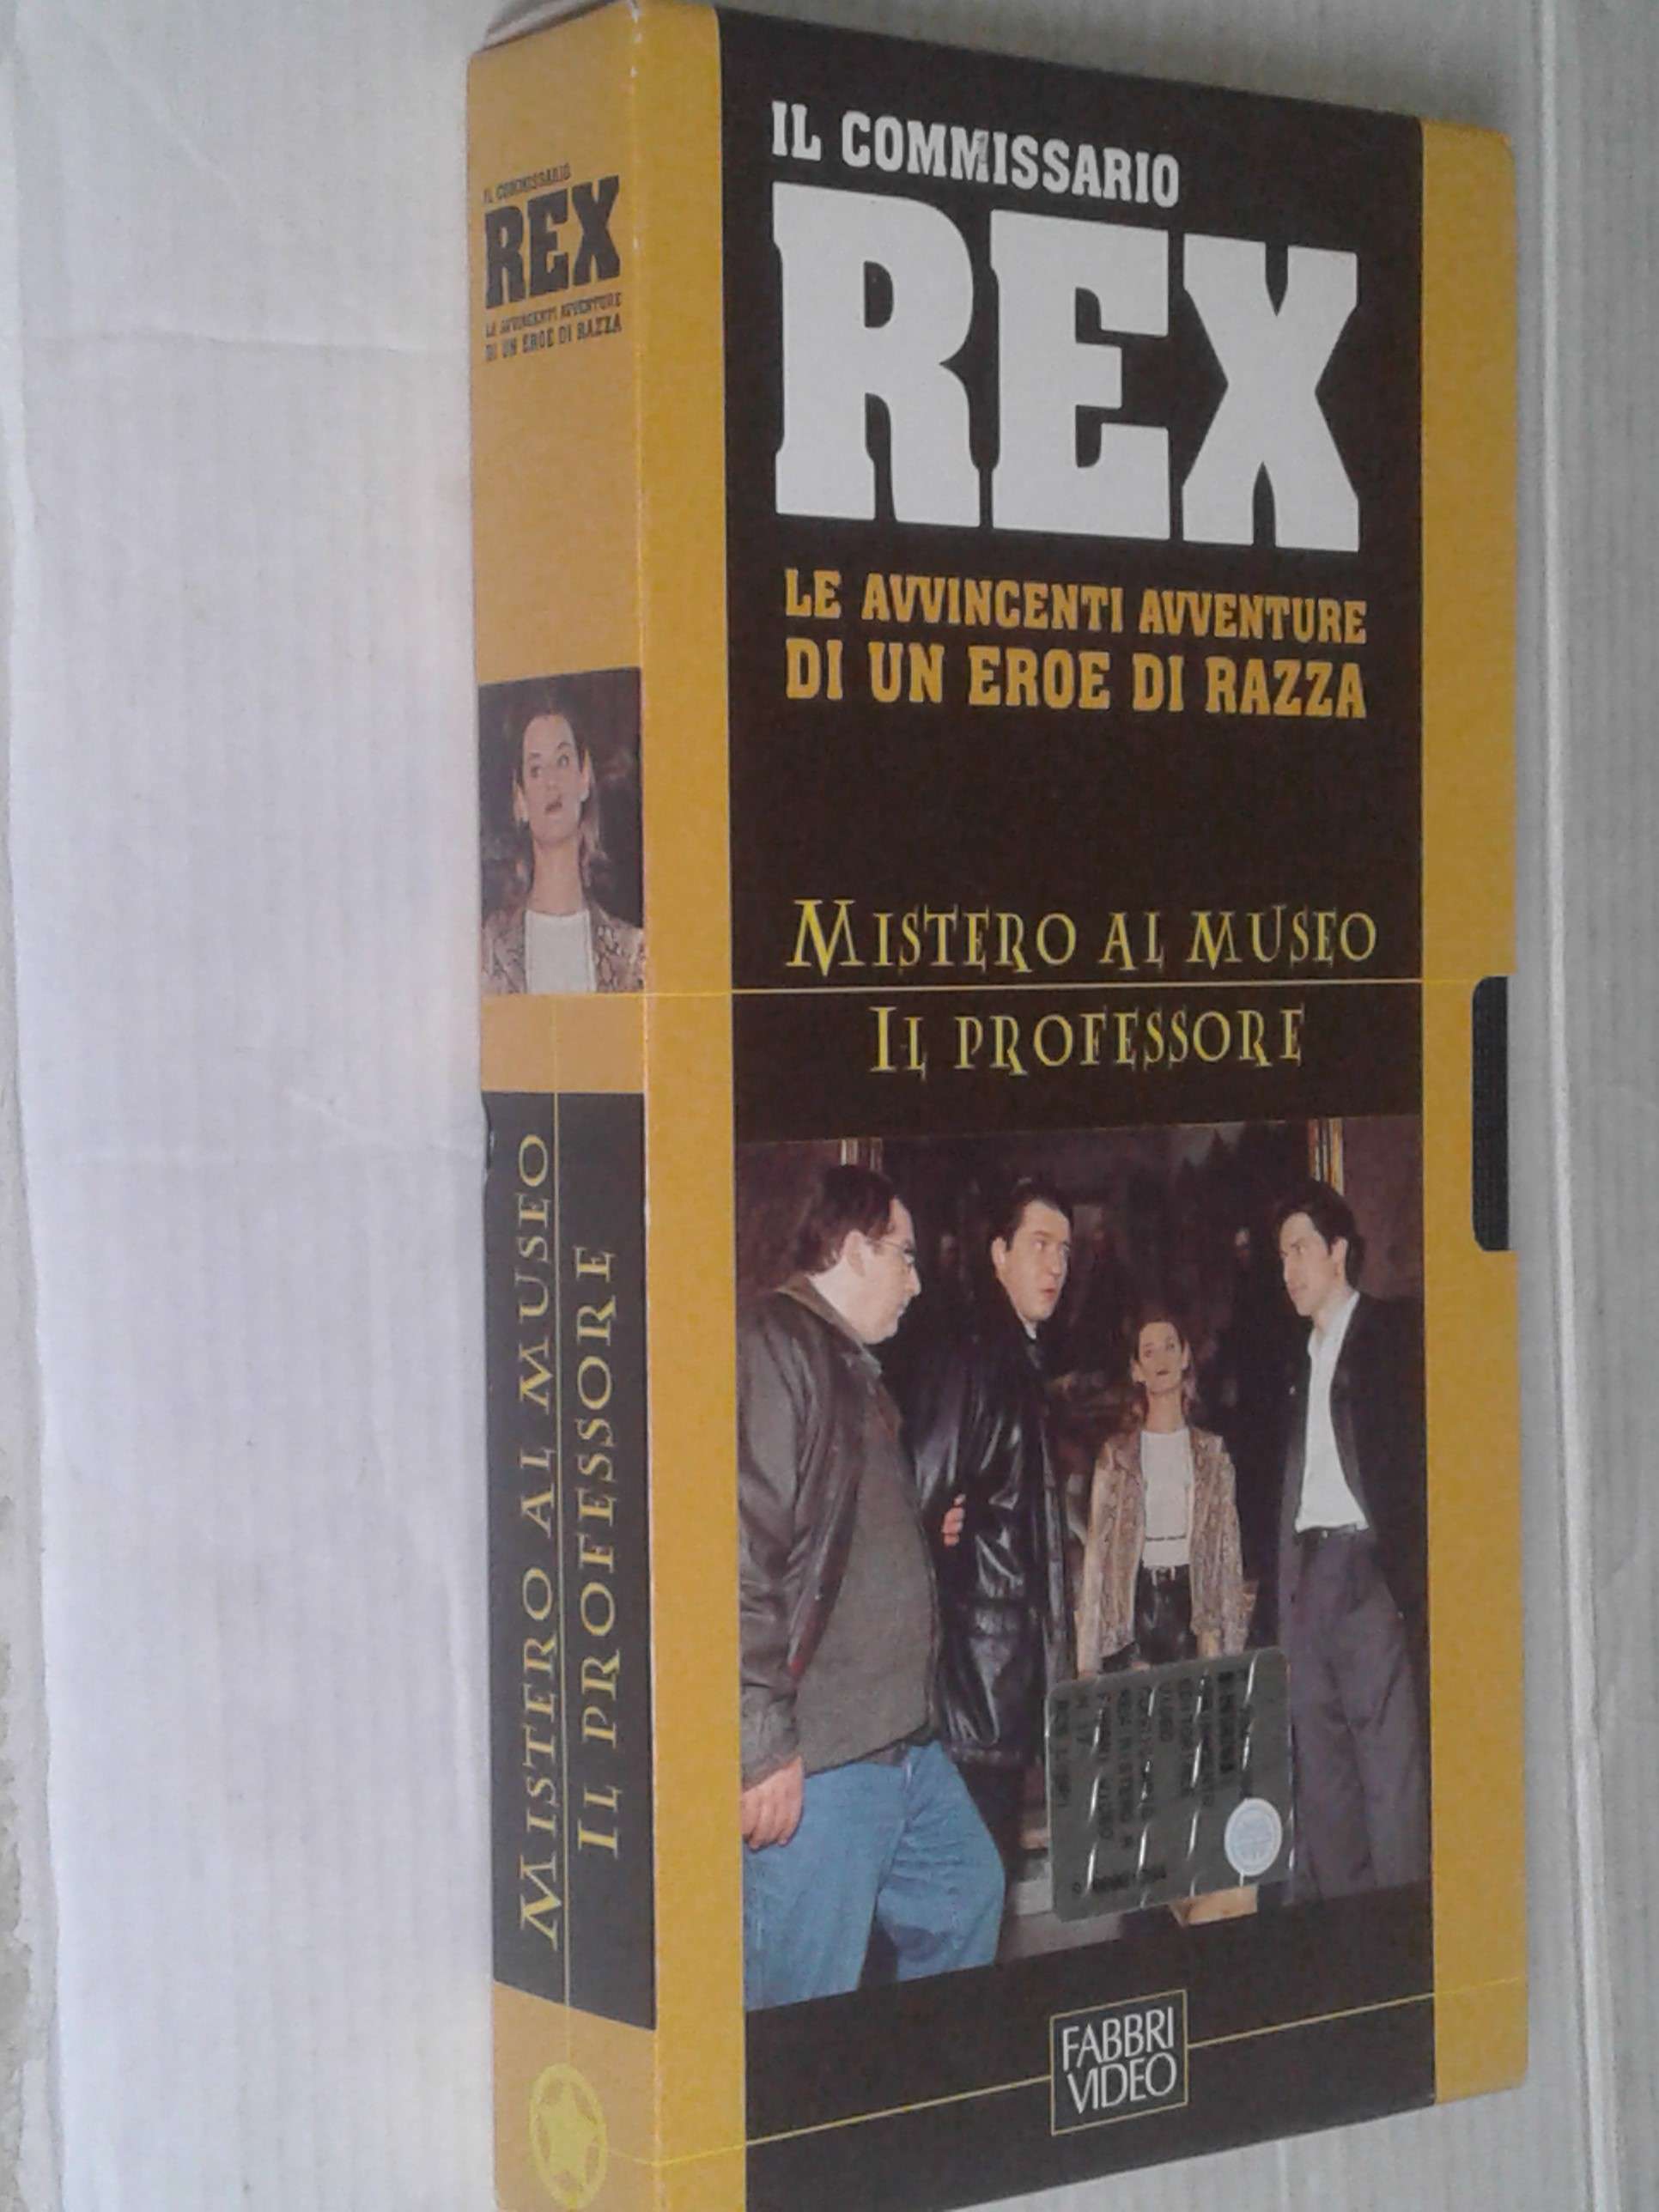 IL COMMISSARIO
REX
LE AVVINCENTI AVVENTURE
DI UN EROE DI RAZZA
MISTERO AL MUSEO
IL PROFESSORE
IL COMMISSARIO
REX
LE AVVINCENTI AVVENTURE
DI UN EROE DI RAZZA
MISTERO AL MUSEO
IL PROFESSORE
FABBRI
VIDEO